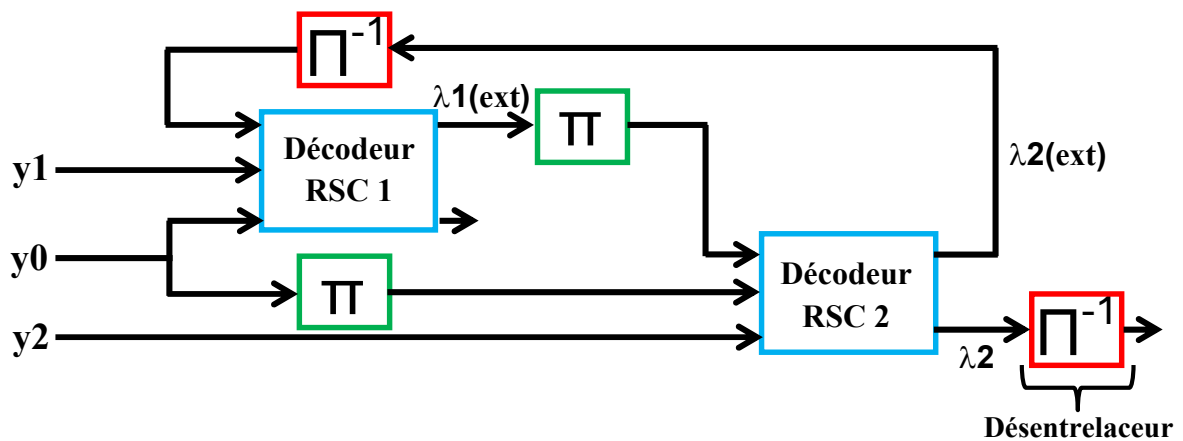 ∏⁻¹
λ1(ext)
π
Décodeur
RSC 1
y1
λ2(ext)
y0
π
Décodeur
RSC 2
y2
λ2
∏⁻¹
Désentrelaceur